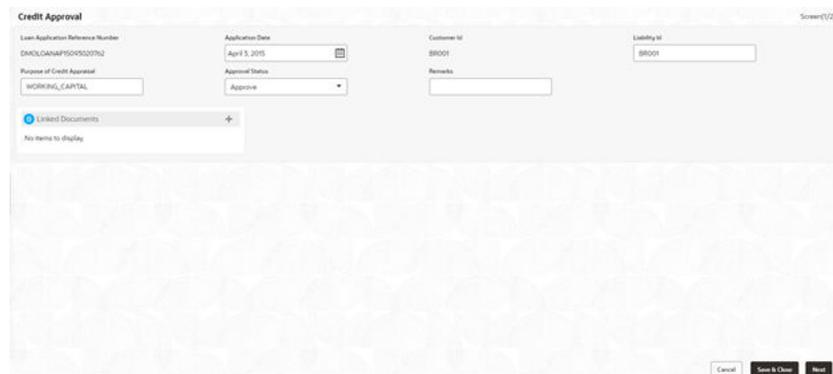 Credit Approval
Screen(1/2
Loan Application Reference Number
Application Date
Customer Id
Liability Id
DMOLOANAP15095020762
April 5, 2015
BR001
BR001
Purpose of Credit Appraisal
Approval Status
Remarks
WORKING_CAPITAL
Approve
0 Linked Documents
No items to display.
Cancel
Save & Close
Next